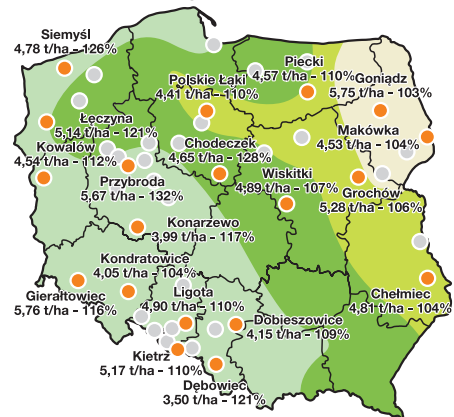 Siemyśl
4,78 t/ha – 126%
Piecki
4,57 t/ha – 110%
Goniądz
5,75 t/ha – 103%
Polskie Łąki
4,41 t/ha – 110%
Łęczyna
5,14 t/ha – 121%
Kowalów
4,54 t/ha – 112%
Chodeczek
4,65 t/ha – 128%
Makówka
4,53 t/ha – 104%
Wiskitki
4,89 t/ha – 107%
Przybroda
5,67 t/ha – 132%
Grochów
5,28 t/ha – 106%
Konarzewo
3,99 t/ha – 117%
Kondratowice
4,05 t/ha – 104%
Gierałtowiec
5,76 t/ha – 116%
Ligota
4,90 t/ha – 110%
Chełmiec
4,81 t/ha – 104%
Dobieszowice
4,15 t/ha – 109%
Kietrz
5,17 t/ha – 110%
Dębowiec
3,50 t/ha – 121%